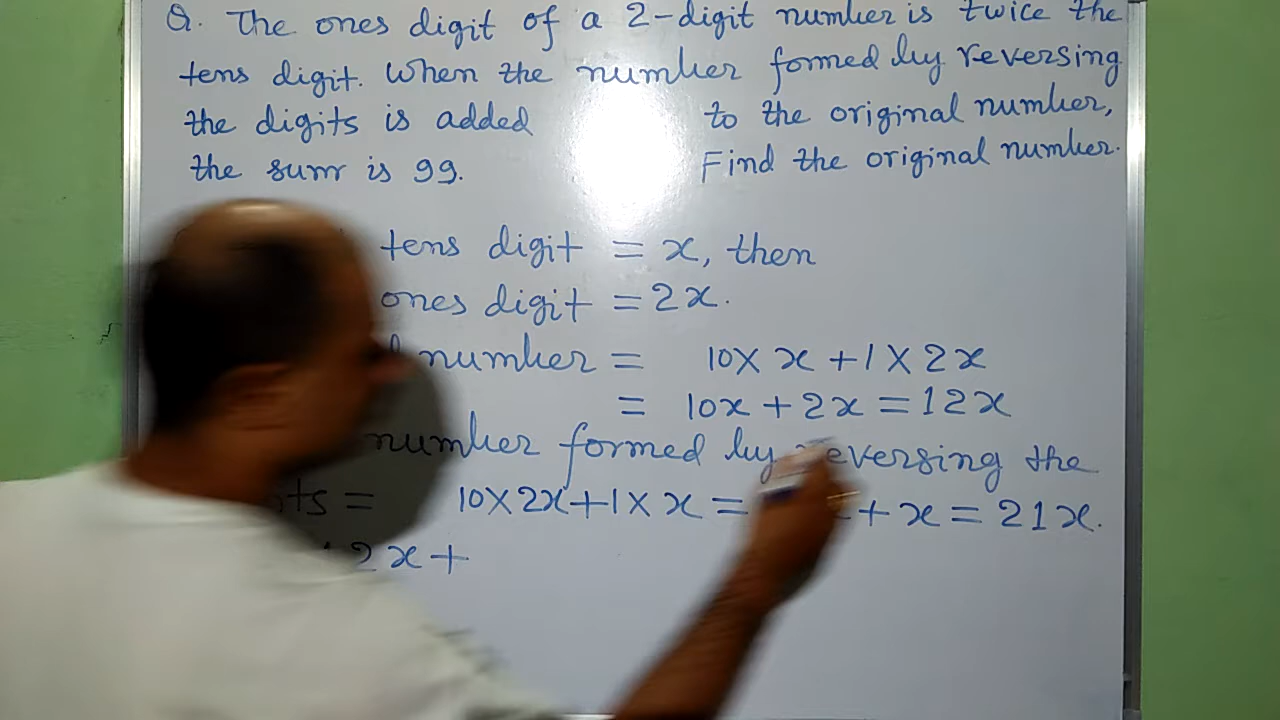 Q. The ones digit of a 2-digit number is twice the
tens digit. When the number formed by reversing
the digits is added to the original number,
the sum is 99. Find the original number.
tens digit = x, then
ones digit = 2x.
number = 10 X x + 1 X 2x
= 10x + 2x = 12x
number formed by reversing the
= 10 X 2x + 1 X x = + x = 21x.
2x +